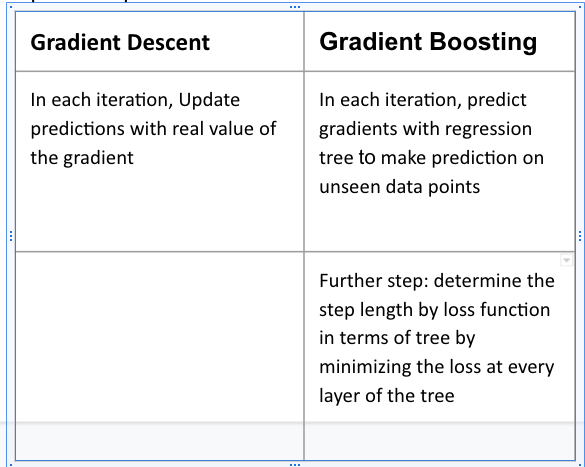 Gradient Descent
Gradient Boosting
In each iteration, Update
predictions with real value of
the gradient
In each iteration, predict
gradients with regression
tree to make prediction on
unseen data points
Further step: determine the
step length by loss function
in terms of tree by
minimizing the loss at every
layer of the tree